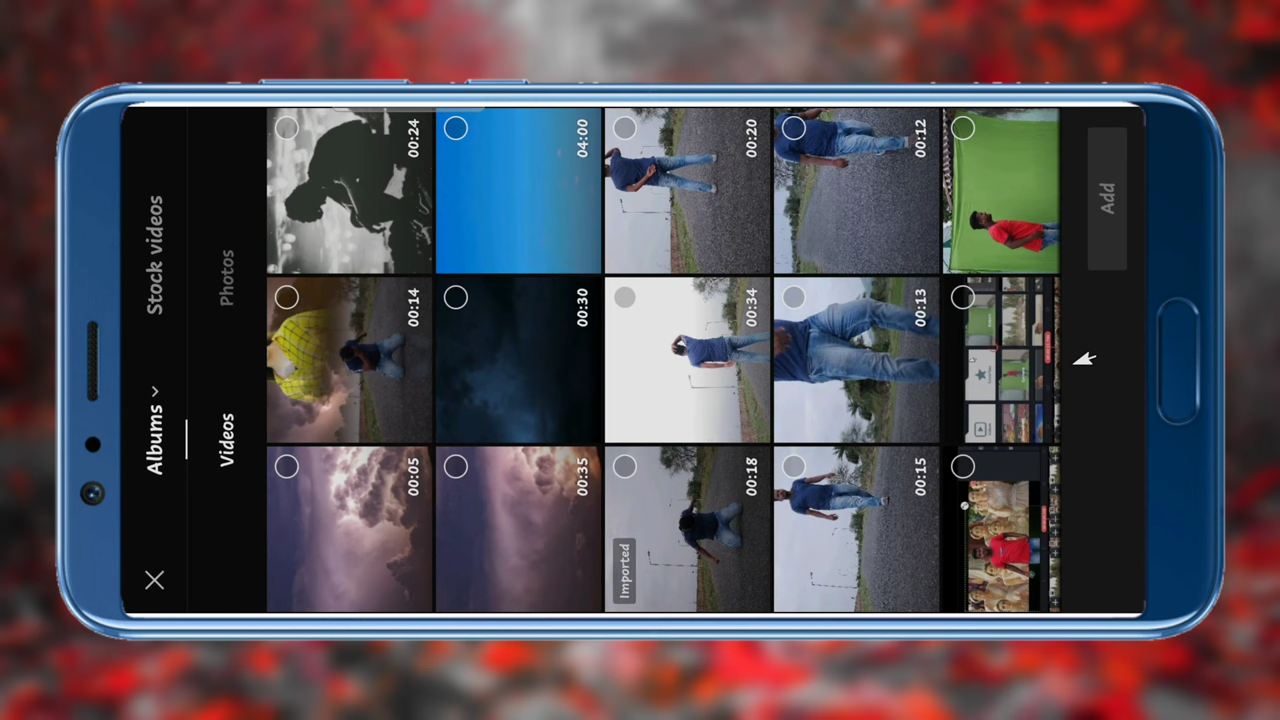 Albums Stock videos
Videos Photos
00:05 00:14 00:24
00:35 00:30 04:00
Imported
00:18 00:34 00:20
00:15 00:13 00:12
Add